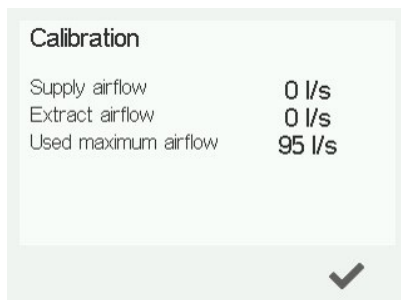 Calibration
Supply airflow 0 l/s
Extract airflow 0 l/s
Used maximum airflow 95 l/s